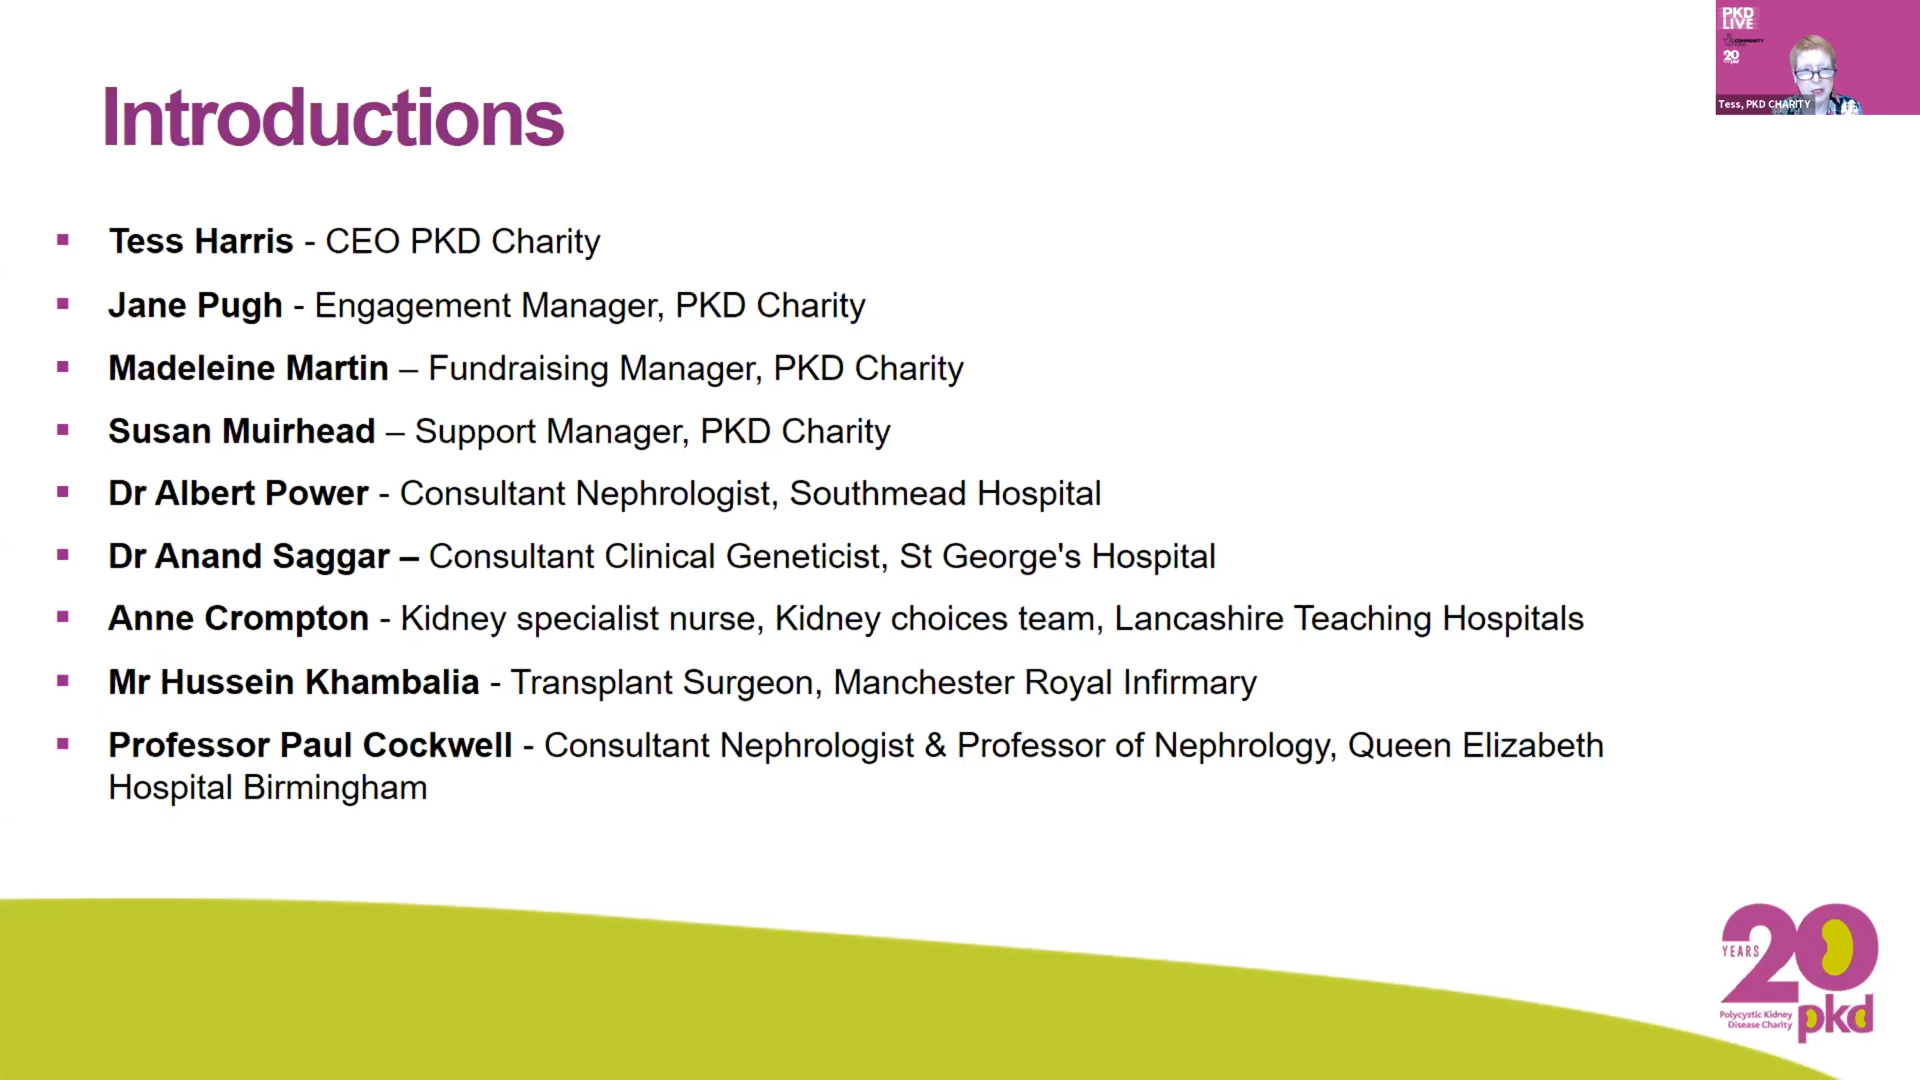 PKD
LIVE
COMMUNITY
20
pkd
Tess, PKD CHARITY
Introductions
▪ Tess Harris - CEO PKD Charity
▪ Jane Pugh - Engagement Manager, PKD Charity
▪ Madeleine Martin – Fundraising Manager, PKD Charity
▪ Susan Muirhead – Support Manager, PKD Charity
▪ Dr Albert Power - Consultant Nephrologist, Southmead Hospital
▪ Dr Anand Saggar – Consultant Clinical Geneticist, St George's Hospital
▪ Anne Crompton - Kidney specialist nurse, Kidney choices team, Lancashire Teaching Hospitals
▪ Mr Hussein Khambalia - Transplant Surgeon, Manchester Royal Infirmary
▪ Professor Paul Cockwell - Consultant Nephrologist & Professor of Nephrology, Queen Elizabeth
Hospital Birmingham
20
YEARS
Polycystic Kidney
Disease Charity
pkd